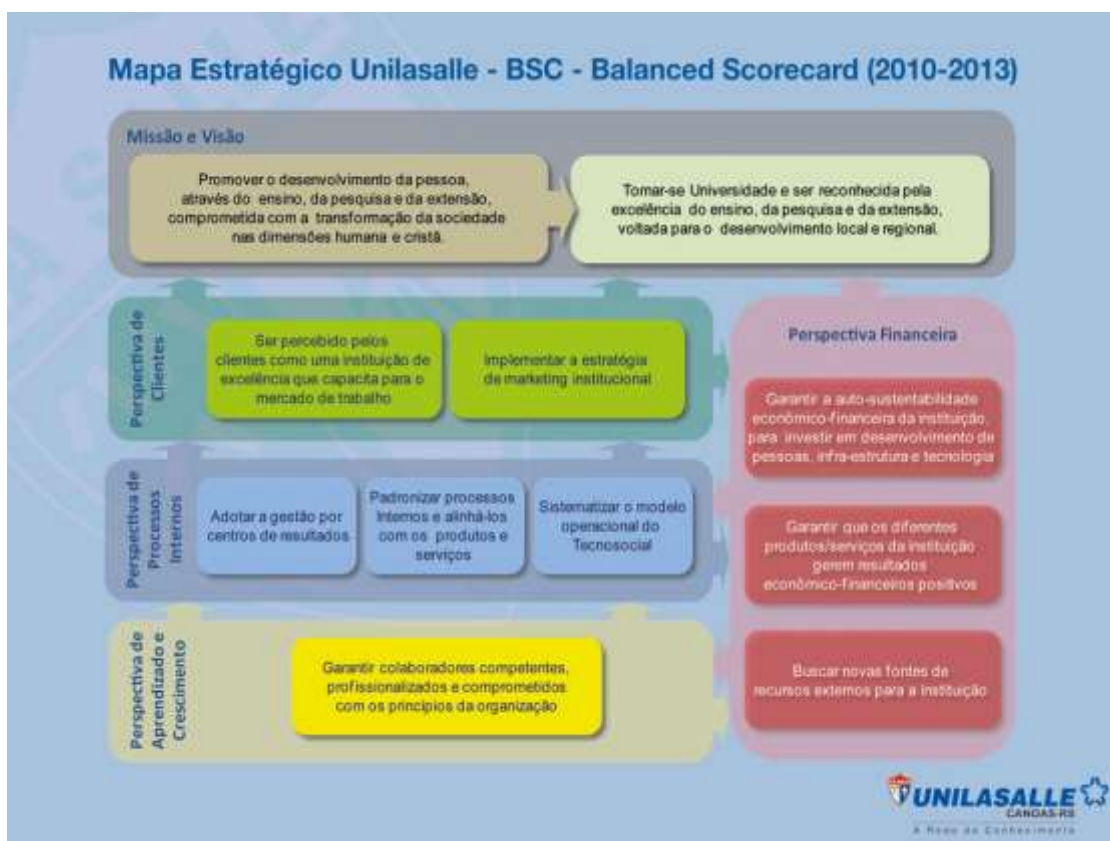 Mapa Estratégico Unilasalle - BSC - Balanced Scorecard (2010-2013)
Missão e Visão
Promover o desenvolvimento da pessoa,
através do ensino, da pesquisa e da extensão,
comprometida com a transformação da sociedade
nas dimensões humana e cristã.
Tornar-se Universidade e ser reconhecida pela
excelência do ensino, da pesquisa e da extensão,
voltada para o desenvolvimento local e regional.
Perspectiva de
Clientes
Ser percebido pelos
clientes como uma instituição de
excelência que capacita para o
mercado de trabalho
Implementar a estratégia
de marketing institucional
Perspectiva de
Processos
Internos
Adotar a gestão por
centros de resultados
Padronizar processos
Internos e alinhá-los
com os produtos e
serviços
Sistematizar o modelo
operacional do
Tecnosocial
Perspectiva de
Aprendizado e
Crescimento
Garantir colaboradores competentes,
profissionalizados e comprometidos
com os princípios da organização
Perspectiva Financeira
Garantir a auto-sustentabilidade
econômico-financeira da instituição,
para investir em desenvolvimento de
pessoas, infra-estrutura e tecnologia
Garantir que os diferentes
produtos/serviços da instituição
gerem resultados
econômico-financeiros positivos
Buscar novas fontes de
recursos externos para a instituição
UNILASALLE
CANOAS-RS
A Rede do Conhecimento